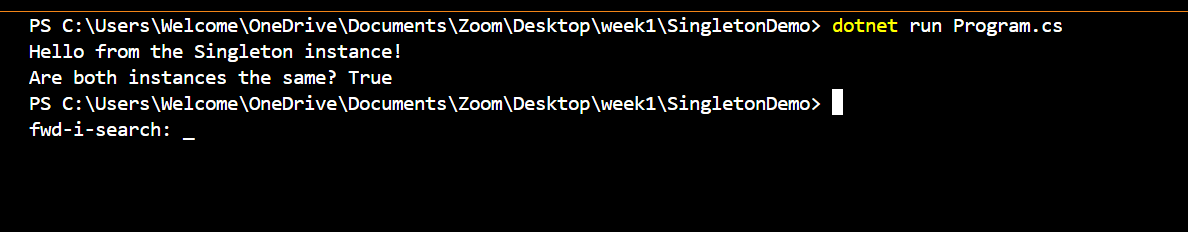 PS C:\Users\Welcome\OneDrive\Documents\Zoom\Desktop\week1\SingletonDemo> dotnet run Program.cs
Hello from the Singleton instance!
Are both instances the same? True
PS C:\Users\Welcome\OneDrive\Documents\Zoom\Desktop\week1\SingletonDemo>
fwd-i-search: _